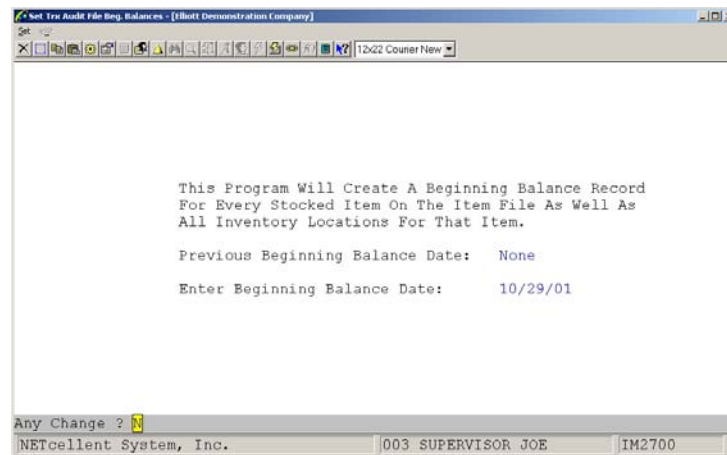 Set Trx Audit File Beg. Balances - [Elliott Demonstration Company]
Set
12x22 Courier New
This Program Will Create A Beginning Balance Record
For Every Stocked Item On The Item File As Well As
All Inventory Locations For That Item.
Previous Beginning Balance Date: None
Enter Beginning Balance Date: 10/29/01
Any Change ? N
NETcellent System, Inc. 003 SUPERVISOR JOE IM2700